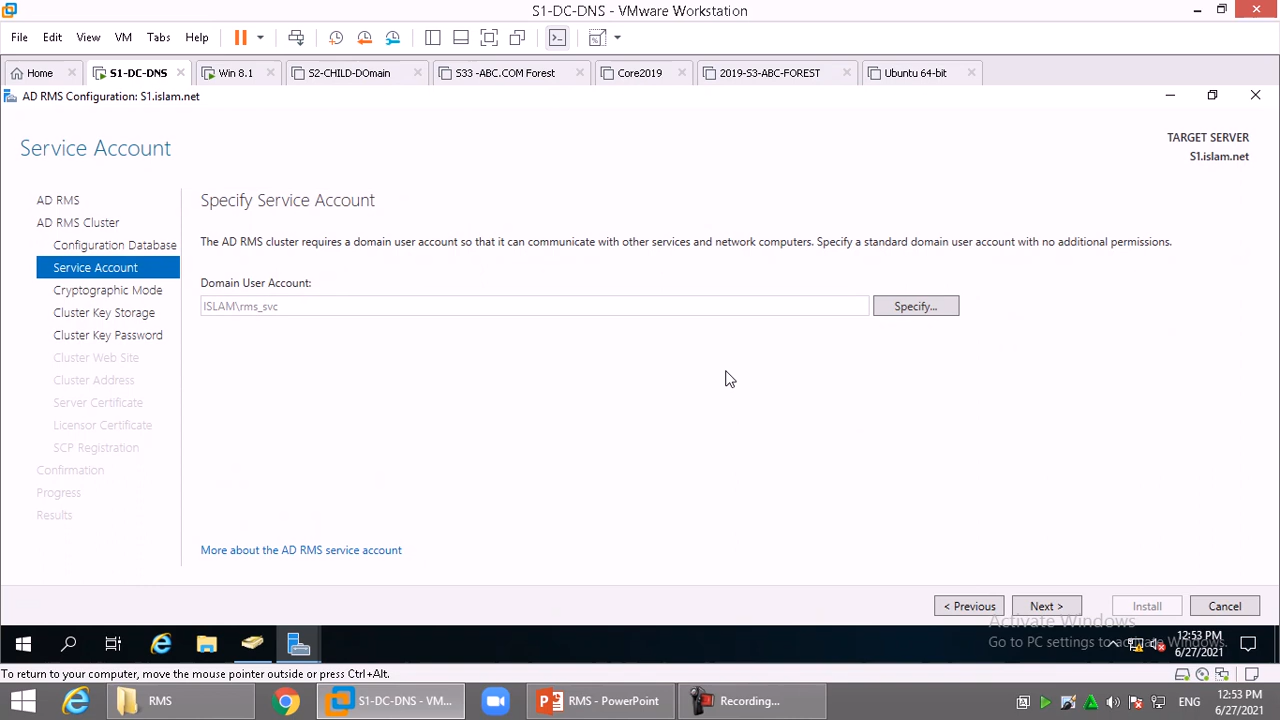 S1-DC-DNS - VMware Workstation
File Edit View VM Tabs Help
Home S1-DC-DNS Win 8.1 S2-CHILD-DOmain S33 -ABC.COM Forest Core2019 2019-S3-ABC-FOREST Ubuntu 64-bit
AD RMS Configuration: S1.islam.net
TARGET SERVER
S1.islam.net
Service Account
AD RMS
AD RMS Cluster
Configuration Database
Service Account
Cryptographic Mode
Cluster Key Storage
Cluster Key Password
Cluster Web Site
Cluster Address
Server Certificate
Licensor Certificate
SCP Registration
Confirmation
Progress
Results
Specify Service Account
The AD RMS cluster requires a domain user account so that it can communicate with other services and network computers. Specify a standard domain user account with no additional permissions.
Domain User Account:
ISLAM\rms_svc Specify...
More about the AD RMS service account
< Previous Next > Install Cancel
Activate Windows
Go to PC settings to activate Windows.
12:53 PM
6/27/2021
To return to your computer, move the mouse pointer outside or press Ctrl+Alt.
RMS S1-DC-DNS - VM... RMS - PowerPoint Recording... ENG
12:53 PM
6/27/2021